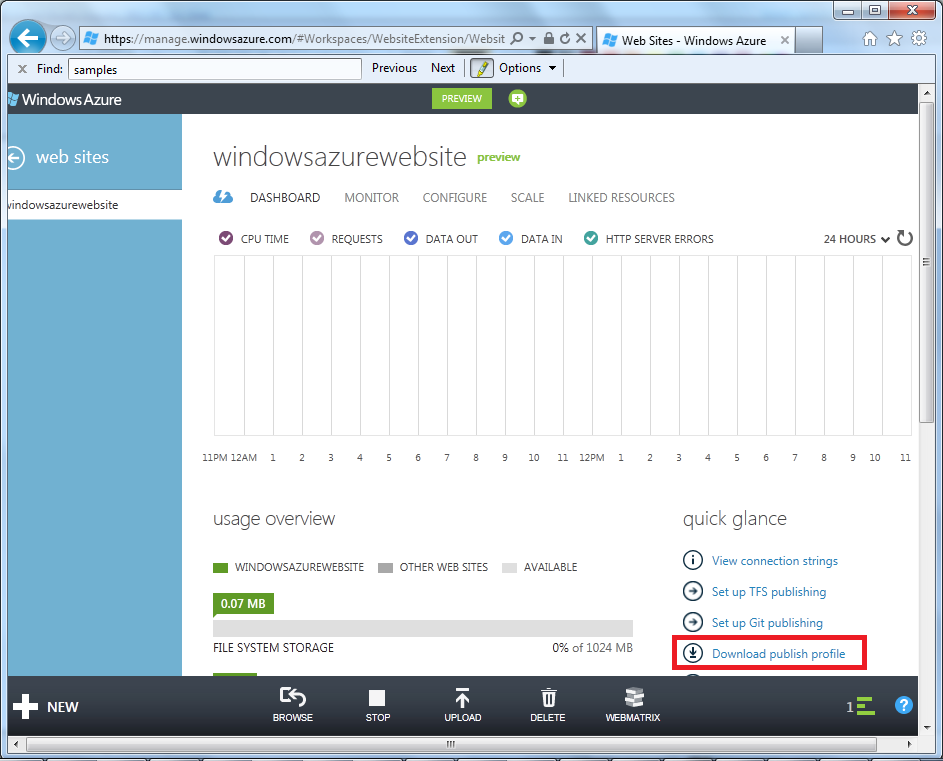 https://manage.windowsazure.com/#Workspaces/WebsiteExtension/Websit
Web Sites - Windows Azure
Find: samples Previous Next Options
Windows Azure PREVIEW
web sites
windowsazurewebsite
windowsazurewebsite preview
DASHBOARD MONITOR CONFIGURE SCALE LINKED RESOURCES
CPU TIME REQUESTS DATA OUT DATA IN HTTP SERVER ERRORS 24 HOURS
11PM 12AM 1 2 3 4 5 6 7 8 9 10 11 12PM 1 2 3 4 5 6 7 8 9 10 11
usage overview
WINDOWSAZUREWEBSITE OTHER WEB SITES AVAILABLE
0.07 MB
FILE SYSTEM STORAGE 0% of 1024 MB
quick glance
View connection strings
Set up TFS publishing
Set up Git publishing
Download publish profile
NEW BROWSE STOP UPLOAD DELETE WEBMATRIX 1 ?